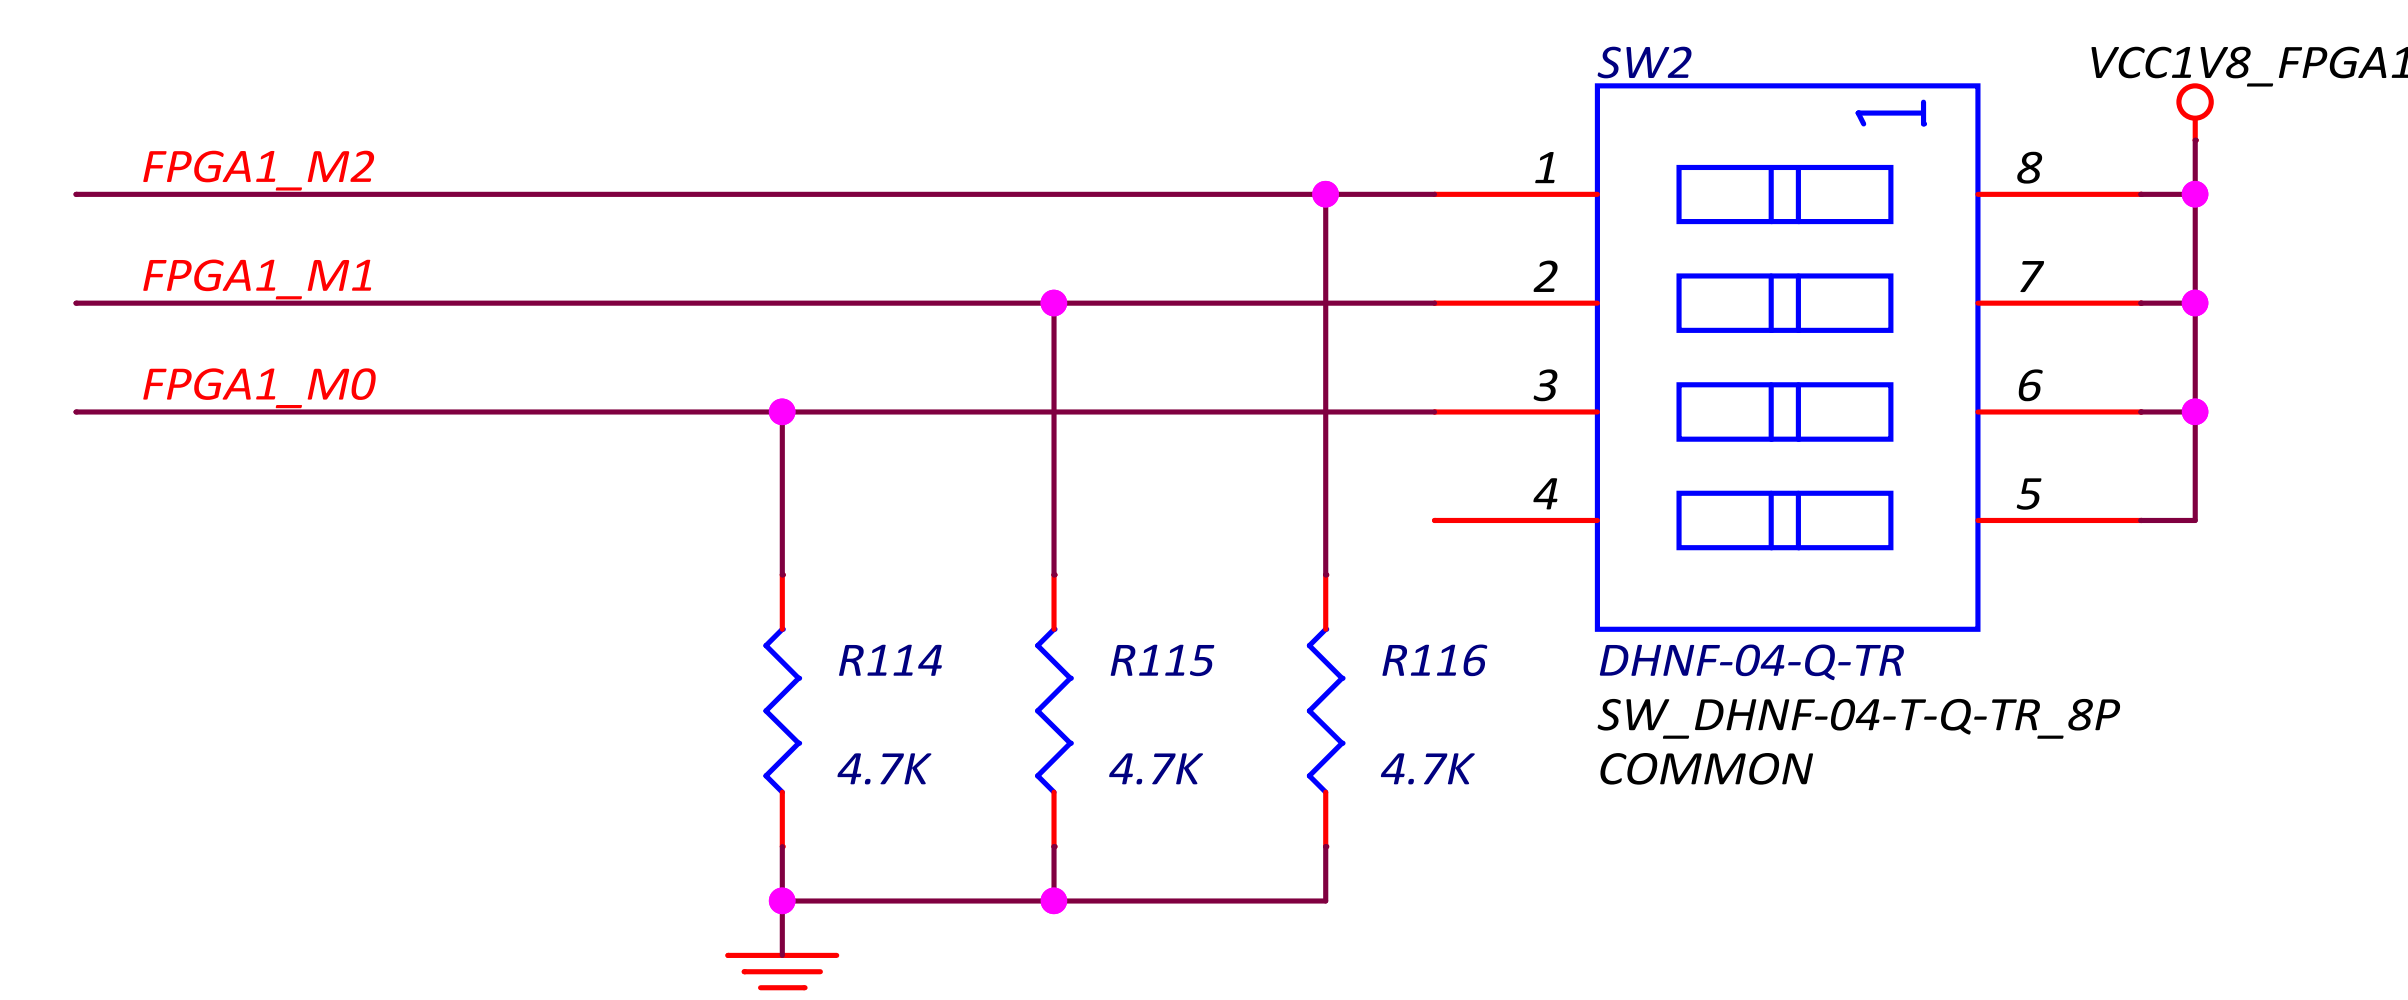 SW2
VCC1V8_FPGA1
1
FPGA1_M2
1
8
FPGA1_M1
2
7
FPGA1_M0
3
6
4
5
R114
R115
R116
DHNF-04-Q-TR
SW_DHNF-04-T-Q-TR_8P
4.7K
4.7K
4.7K
COMMON